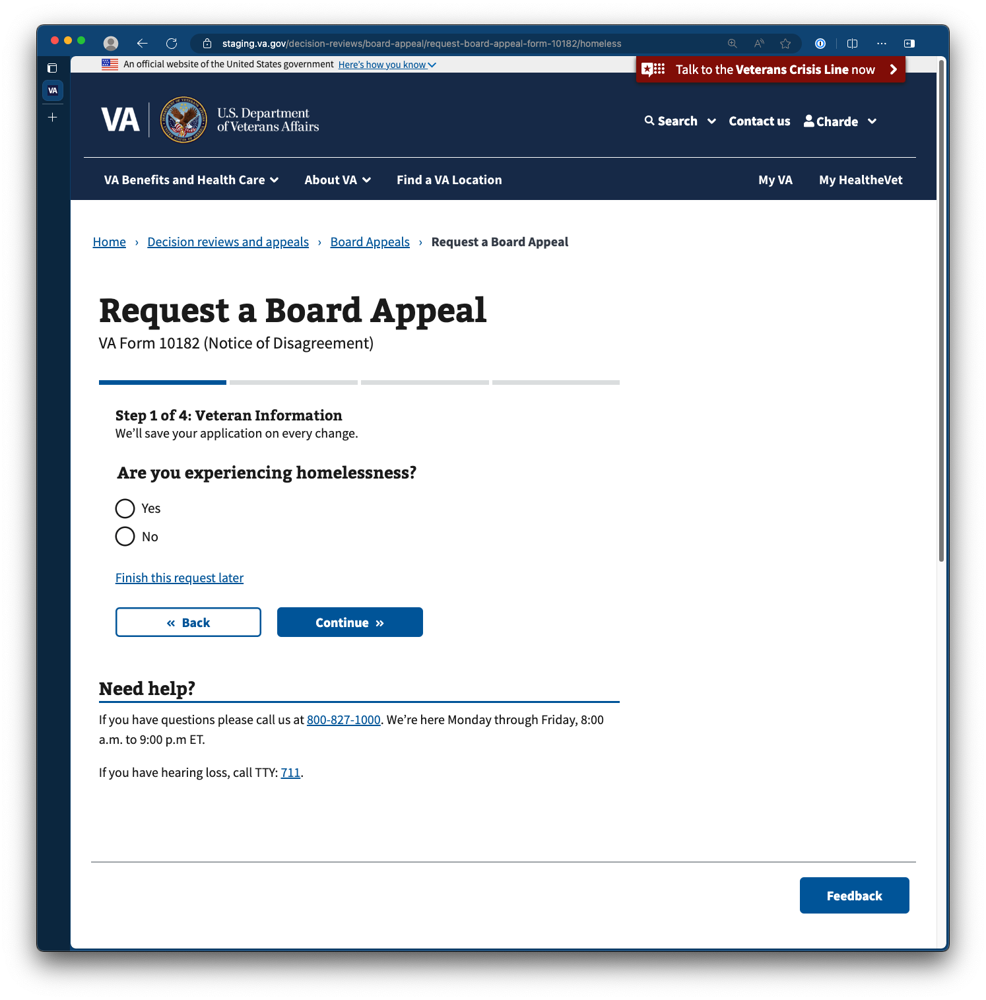 staging.va.gov/decision-reviews/board-appeal/request-board-appeal-form-10182/homeless
VA
An official website of the United States government Here's how you know
Talk to the Veterans Crisis Line now
VA
U.S. Department
of Veterans Affairs
Search
Contact us
Charde
VA Benefits and Health Care
About VA
Find a VA Location
My VA
My HealtheVet
Home › Decision reviews and appeals › Board Appeals › Request a Board Appeal
Request a Board Appeal
VA Form 10182 (Notice of Disagreement)
Step 1 of 4: Veteran Information
We’ll save your application on every change.
Are you experiencing homelessness?
Yes
No
Finish this request later
« Back
Continue »
Need help?
If you have questions please call us at 800-827-1000. We’re here Monday through Friday, 8:00
a.m. to 9:00 p.m ET.
If you have hearing loss, call TTY: 711.
Feedback